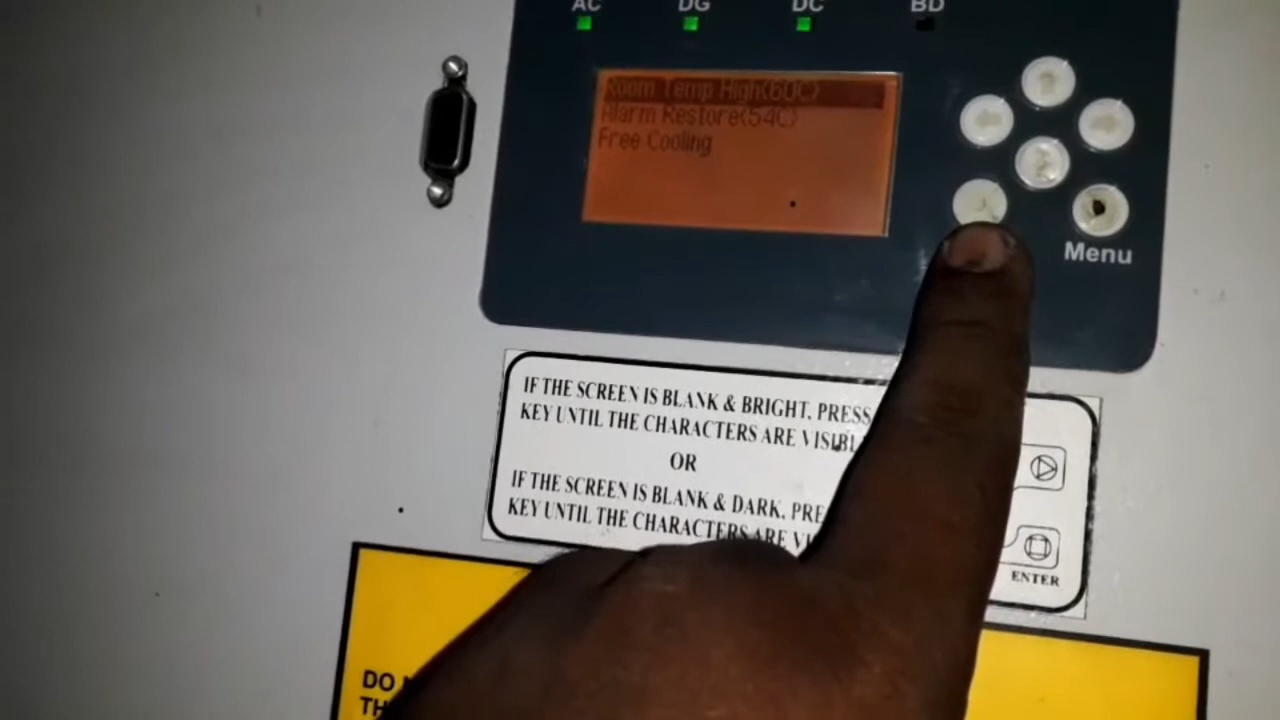 AC DG DC BD
Room Temp High(60C)
Alarm Restore(54C)
Free Cooling
Menu
IF THE SCREEN IS BLANK & BRIGHT, PRESS
KEY UNTIL THE CHARACTERS ARE
OR
IF THE SCREEN IS BLANK & DARK,
KEY UNTIL THE CHARACTERS ARE
ENTER
DO